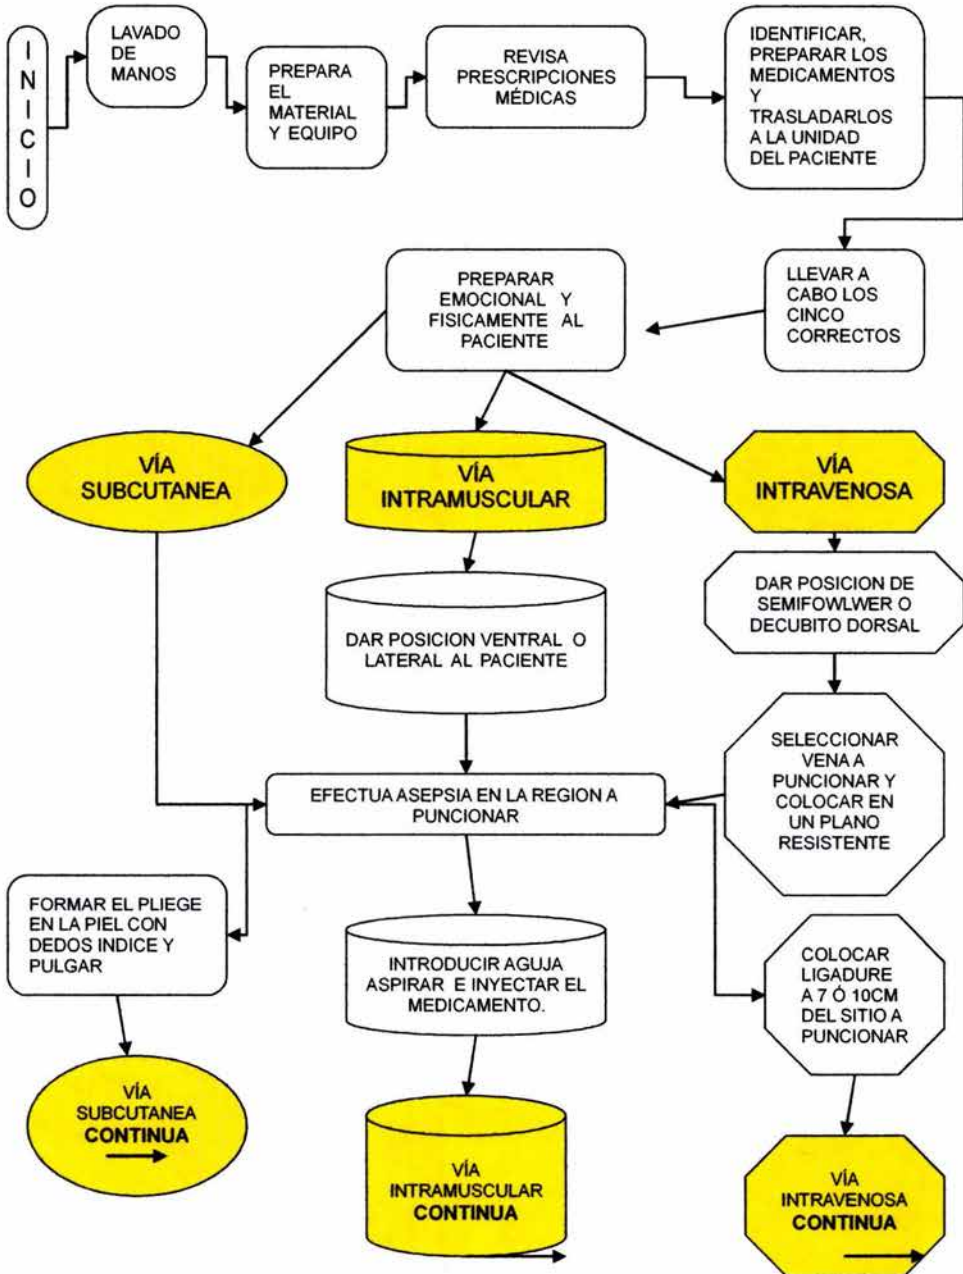 INICIO
LAVADO
DE
MANOS
PREPARA
EL
MATERIAL
Y EQUIPO
REVISA
PRESCRIPCIONES
MÉDICAS
IDENTIFICAR,
PREPARAR LOS
MEDICAMENTOS
Y
TRASLADARLOS
A LA UNIDAD
DEL PACIENTE
LLEVAR A
CABO LOS
CINCO
CORRECTOS
PREPARAR
EMOCIONAL Y
FISICAMENTE AL
PACIENTE
VÍA
SUBCUTANEA
VÍA
INTRAMUSCULAR
VÍA
INTRAVENOSA
DAR POSICION VENTRAL O
LATERAL AL PACIENTE
DAR POSICION DE
SEMIFOWLWER O
DECUBITO DORSAL
SELECCIONAR
VENA A
PUNCIONAR Y
COLOCAR EN
UN PLANO
RESISTENTE
EFECTUA ASEPSIA EN LA REGION A
PUNCIONAR
FORMAR EL PLIEGE
EN LA PIEL CON
DEDOS INDICE Y
PULGAR
INTRODUCIR AGUJA
ASPIRAR E INYECTAR EL
MEDICAMENTO.
COLOCAR
LIGADURE
A 7 Ó 10CM
DEL SITIO A
PUNCIONAR
VÍA
SUBCUTANEA
CONTINUA
VÍA
INTRAMUSCULAR
CONTINUA
VÍA
INTRAVENOSA
CONTINUA